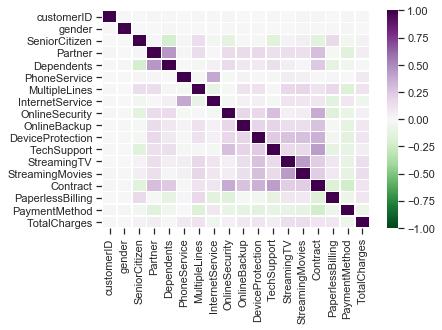 customerID
gender
SeniorCitizen
Partner
Dependents
PhoneService
MultipleLines
InternetService
OnlineSecurity
OnlineBackup
DeviceProtection
TechSupport
StreamingTV
StreamingMovies
Contract
PaperlessBilling
PaymentMethod
TotalCharges
customerID
gender
SeniorCitizen
Partner
Dependents
PhoneService
MultipleLines
InternetService
OnlineSecurity
OnlineBackup
DeviceProtection
TechSupport
StreamingTV
StreamingMovies
Contract
PaperlessBilling
PaymentMethod
TotalCharges
1.00
0.75
0.50
0.25
0.00
−0.25
−0.50
−0.75
−1.00